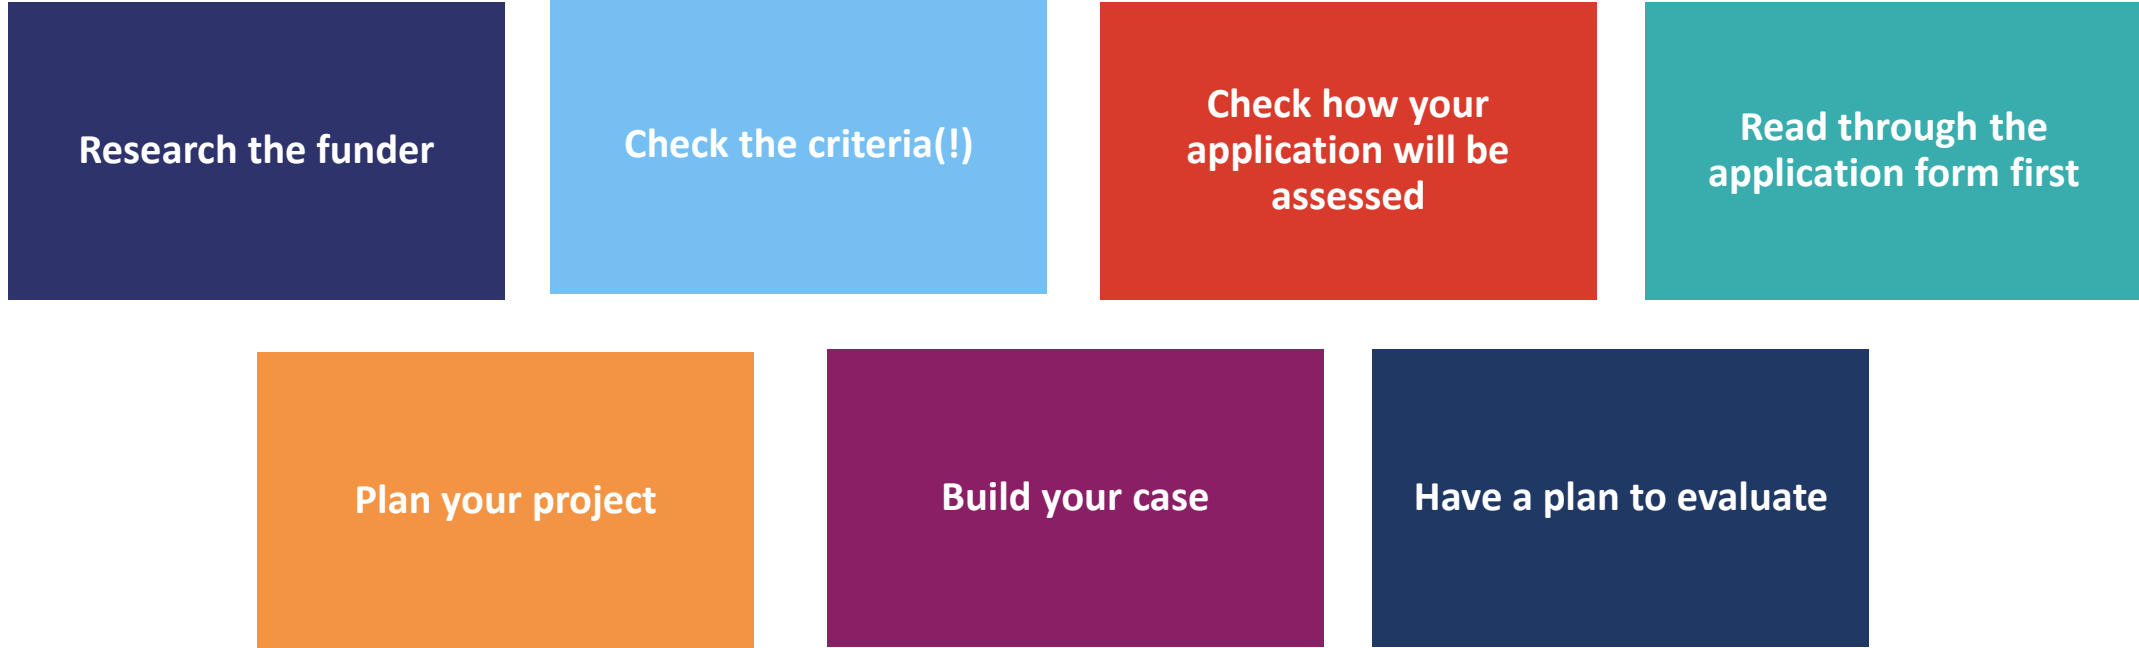 Research the funder
Check the criteria(!)
Check how your
application will be
assessed
Read through the
application form first
Plan your project
Build your case
Have a plan to evaluate